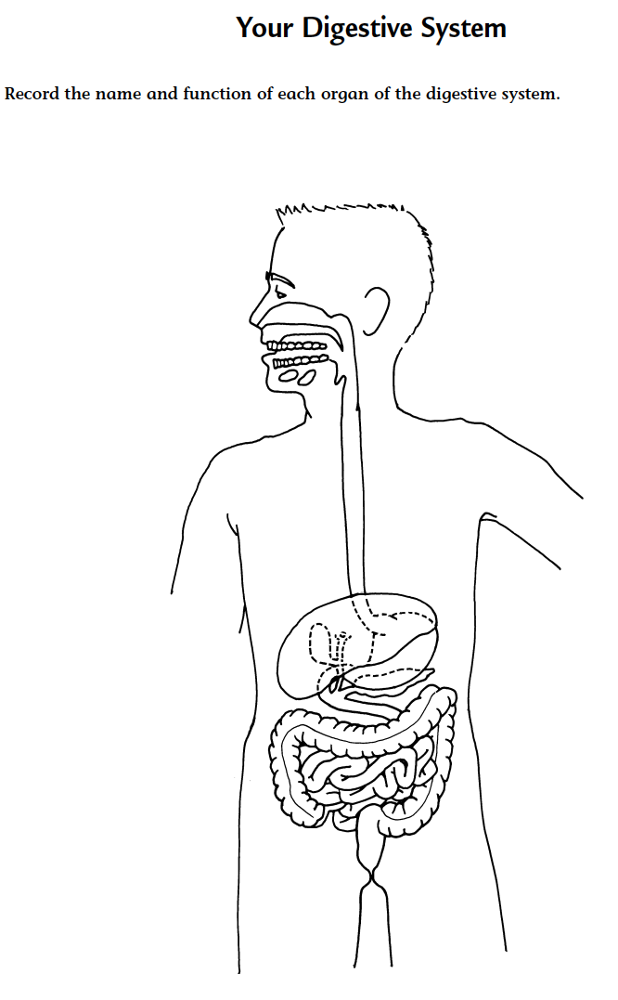 Your Digestive System
Record the name and function of each organ of the digestive system.